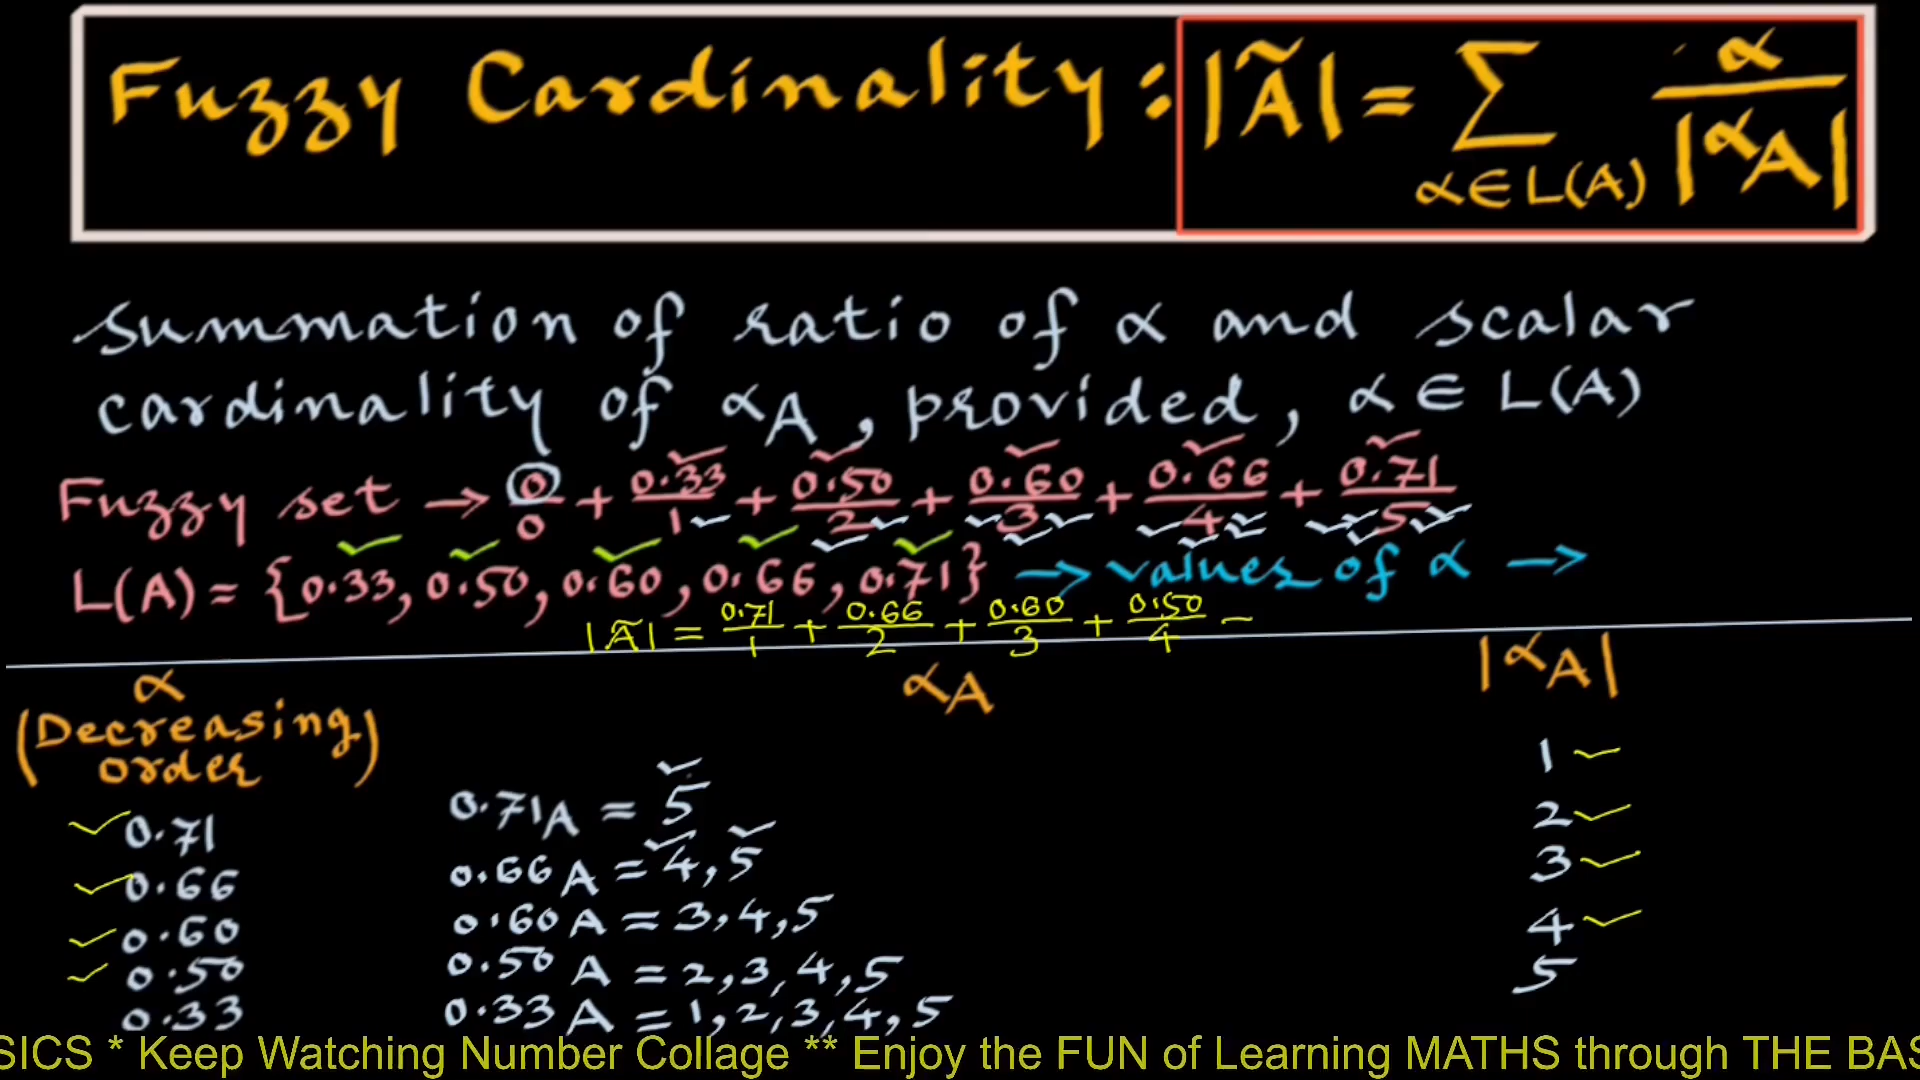 Fuzzy Cardinality: |Ã| = ∑ α∈L(A) α/|αA|
summation of ratio of α and scalar
cardinality of αA, provided, α ∈ L(A)
Fuzzy set → 0/0 + 0.33/1 + 0.50/2 + 0.60/3 + 0.66/4 + 0.71/5
L(A) = {0.33, 0.50, 0.60, 0.66, 0.71} → values of α →
|Ã| = 0.71/1 + 0.66/2 + 0.60/3 + 0.50/4 –
α (Decreasing order) αA |αA|
0.71 0.71A = 5 1
0.66 0.66A = 4, 5 2
0.60 0.60A = 3, 4, 5 3
0.50 0.50A = 2, 3, 4, 5 4
0.33 0.33A = 1, 2, 3, 4, 5 5
SICS * Keep Watching Number Collage ** Enjoy the FUN of Learning MATHS through THE BAS